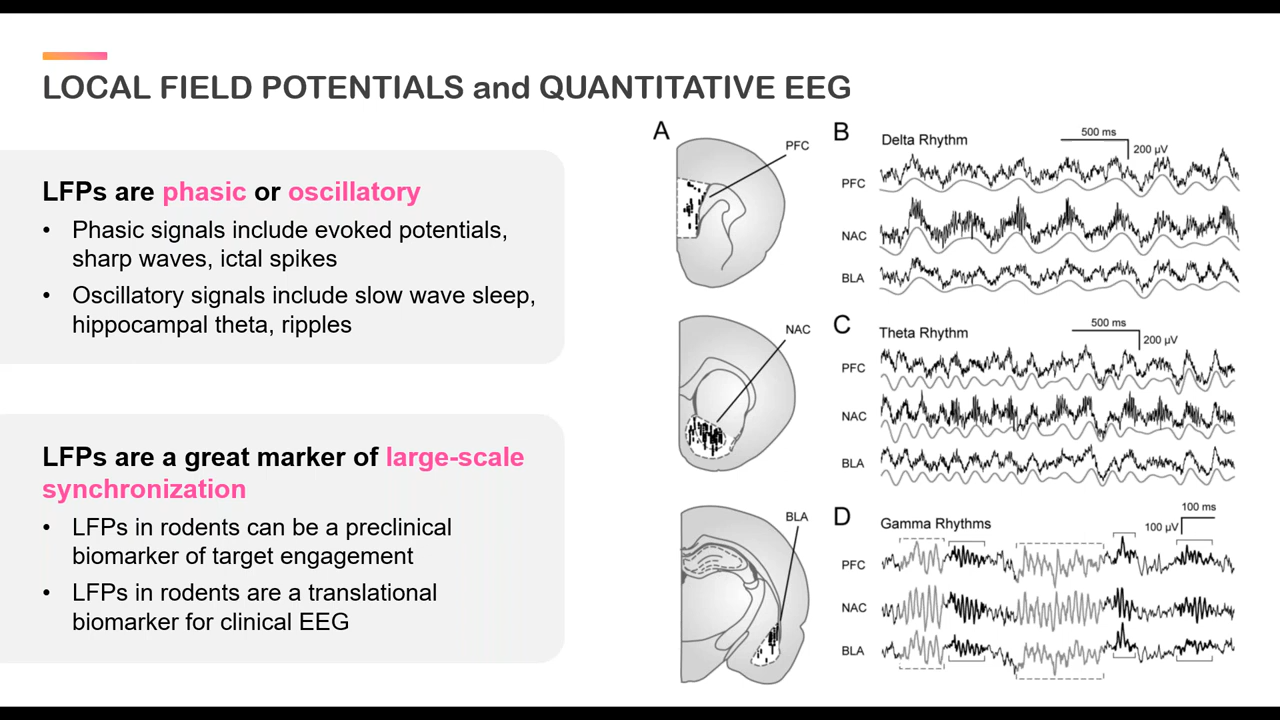 LOCAL FIELD POTENTIALS and QUANTITATIVE EEG
LFPs are phasic or oscillatory
• Phasic signals include evoked potentials,
sharp waves, ictal spikes
• Oscillatory signals include slow wave sleep,
hippocampal theta, ripples
LFPs are a great marker of large-scale
synchronization
• LFPs in rodents can be a preclinical
biomarker of target engagement
• LFPs in rodents are a translational
biomarker for clinical EEG
A
PFC
NAC
BLA
B
Delta Rhythm
500 ms
200 µV
PFC
NAC
BLA
C
Theta Rhythm
500 ms
200 µV
PFC
NAC
BLA
D
Gamma Rhythms
100 ms
100 µV
PFC
NAC
BLA